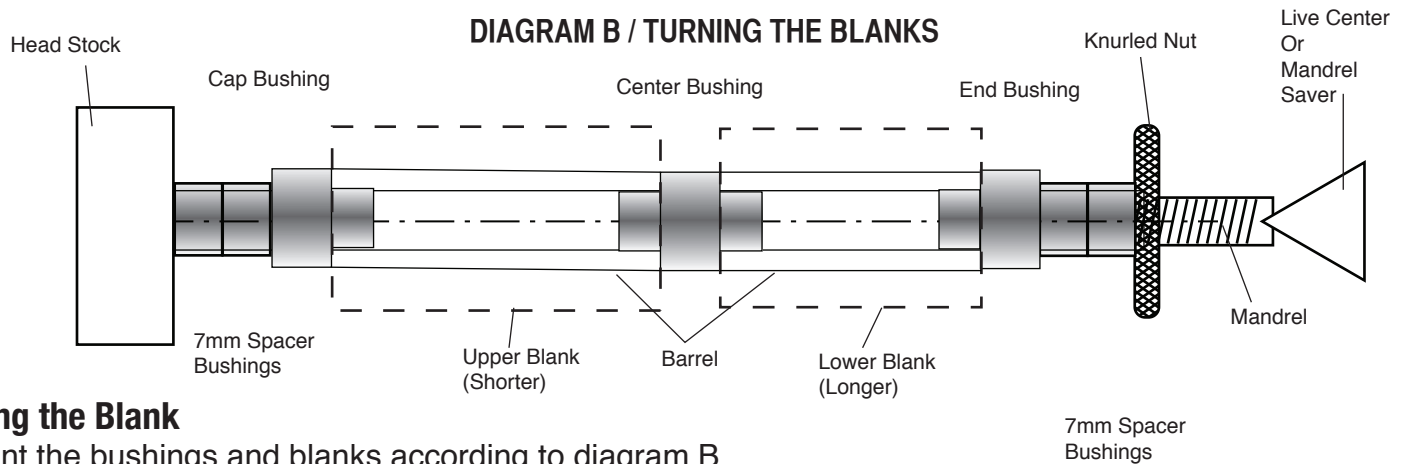 DIAGRAM B / TURNING THE BLANKS
Head Stock
Cap Bushing
Center Bushing
End Bushing
Knurled Nut
Live Center
Or
Mandrel
Saver
7mm Spacer
Bushings
Upper Blank
(Shorter)
Barrel
Lower Blank
(Longer)
Mandrel
7mm Spacer
Bushings
ng the Blank
nt the bushings and blanks according to diagram B